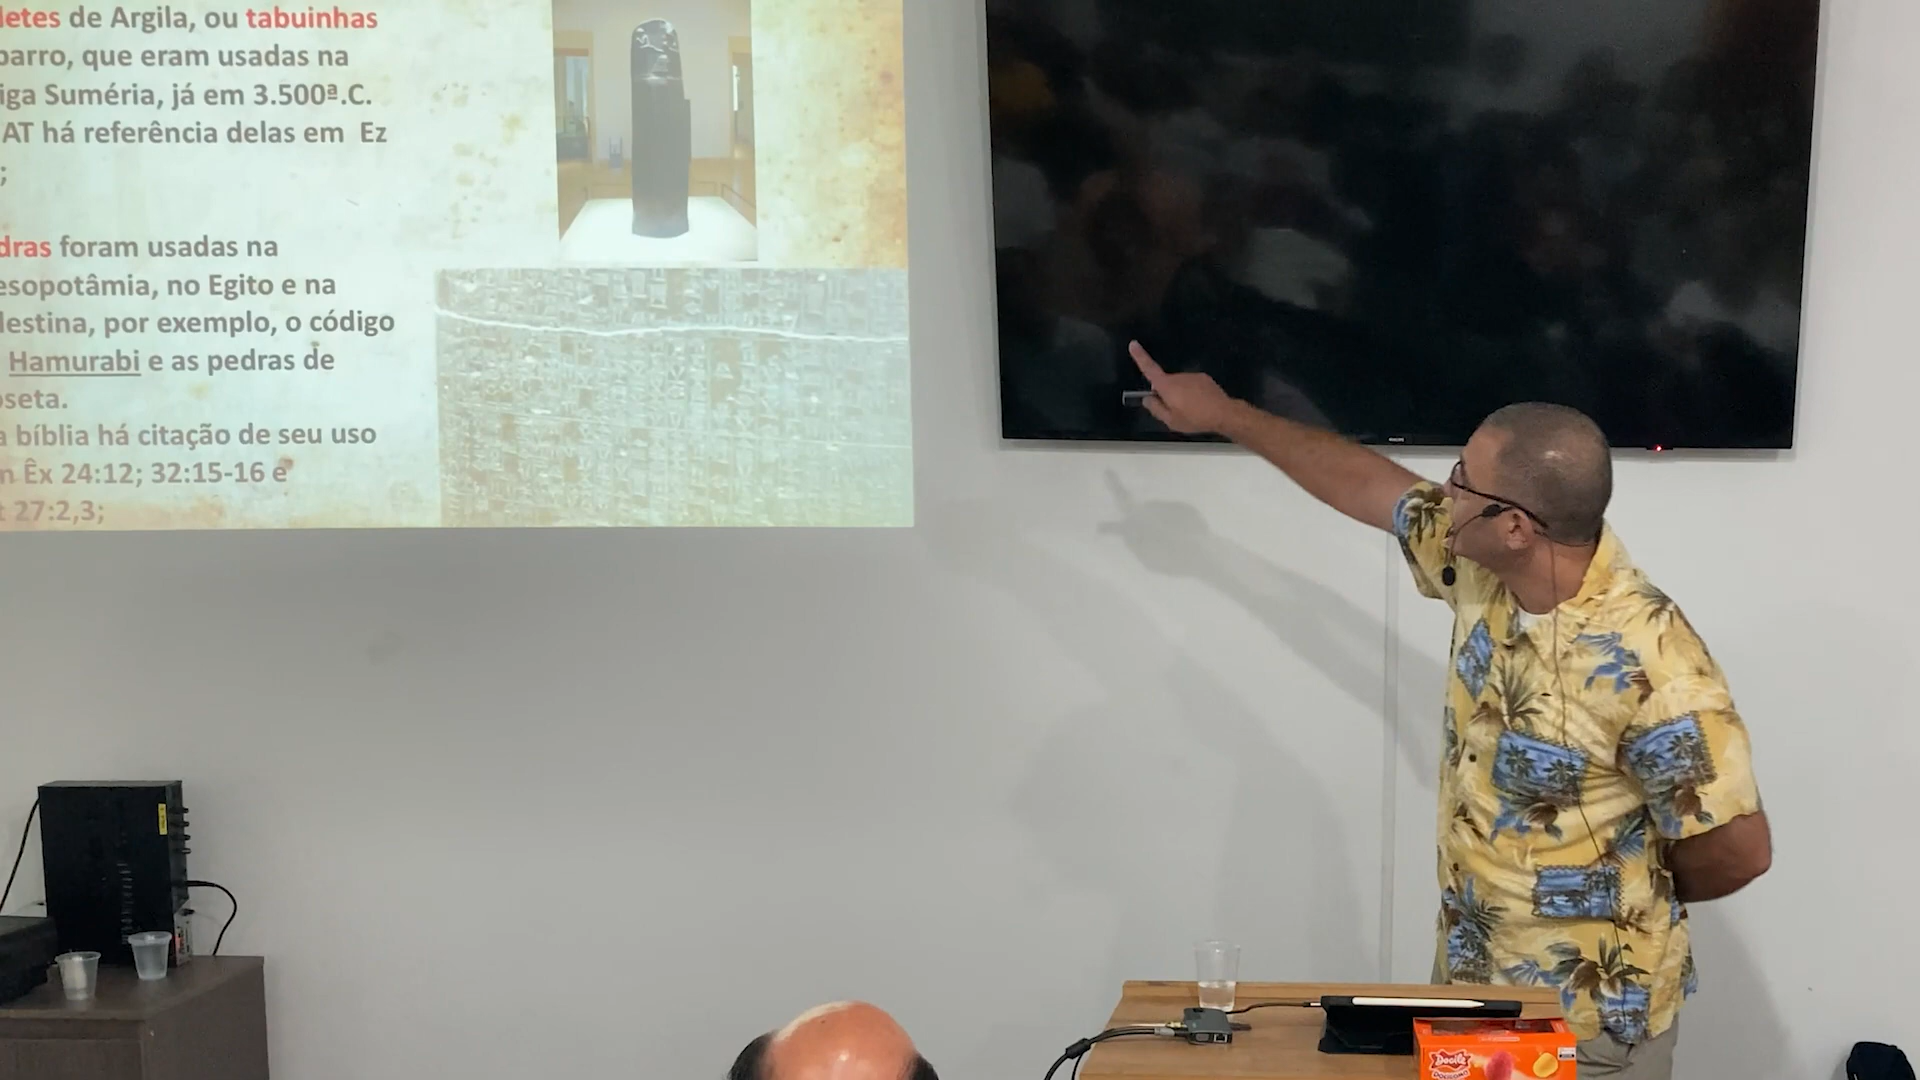 letes de Argila, ou tabuinhas
barro, que eram usadas na
iga Suméria, já em 3.500ª.C.
AT há referência delas em Ez
;
dras foram usadas na
esopotâmia, no Egito e na
lestina, por exemplo, o código
Hamurabi e as pedras de
oseta.
a bíblia há citação de seu uso
m Êx 24:12; 32:15-16 e
t 27:2,3;
PHILIPS
Docile